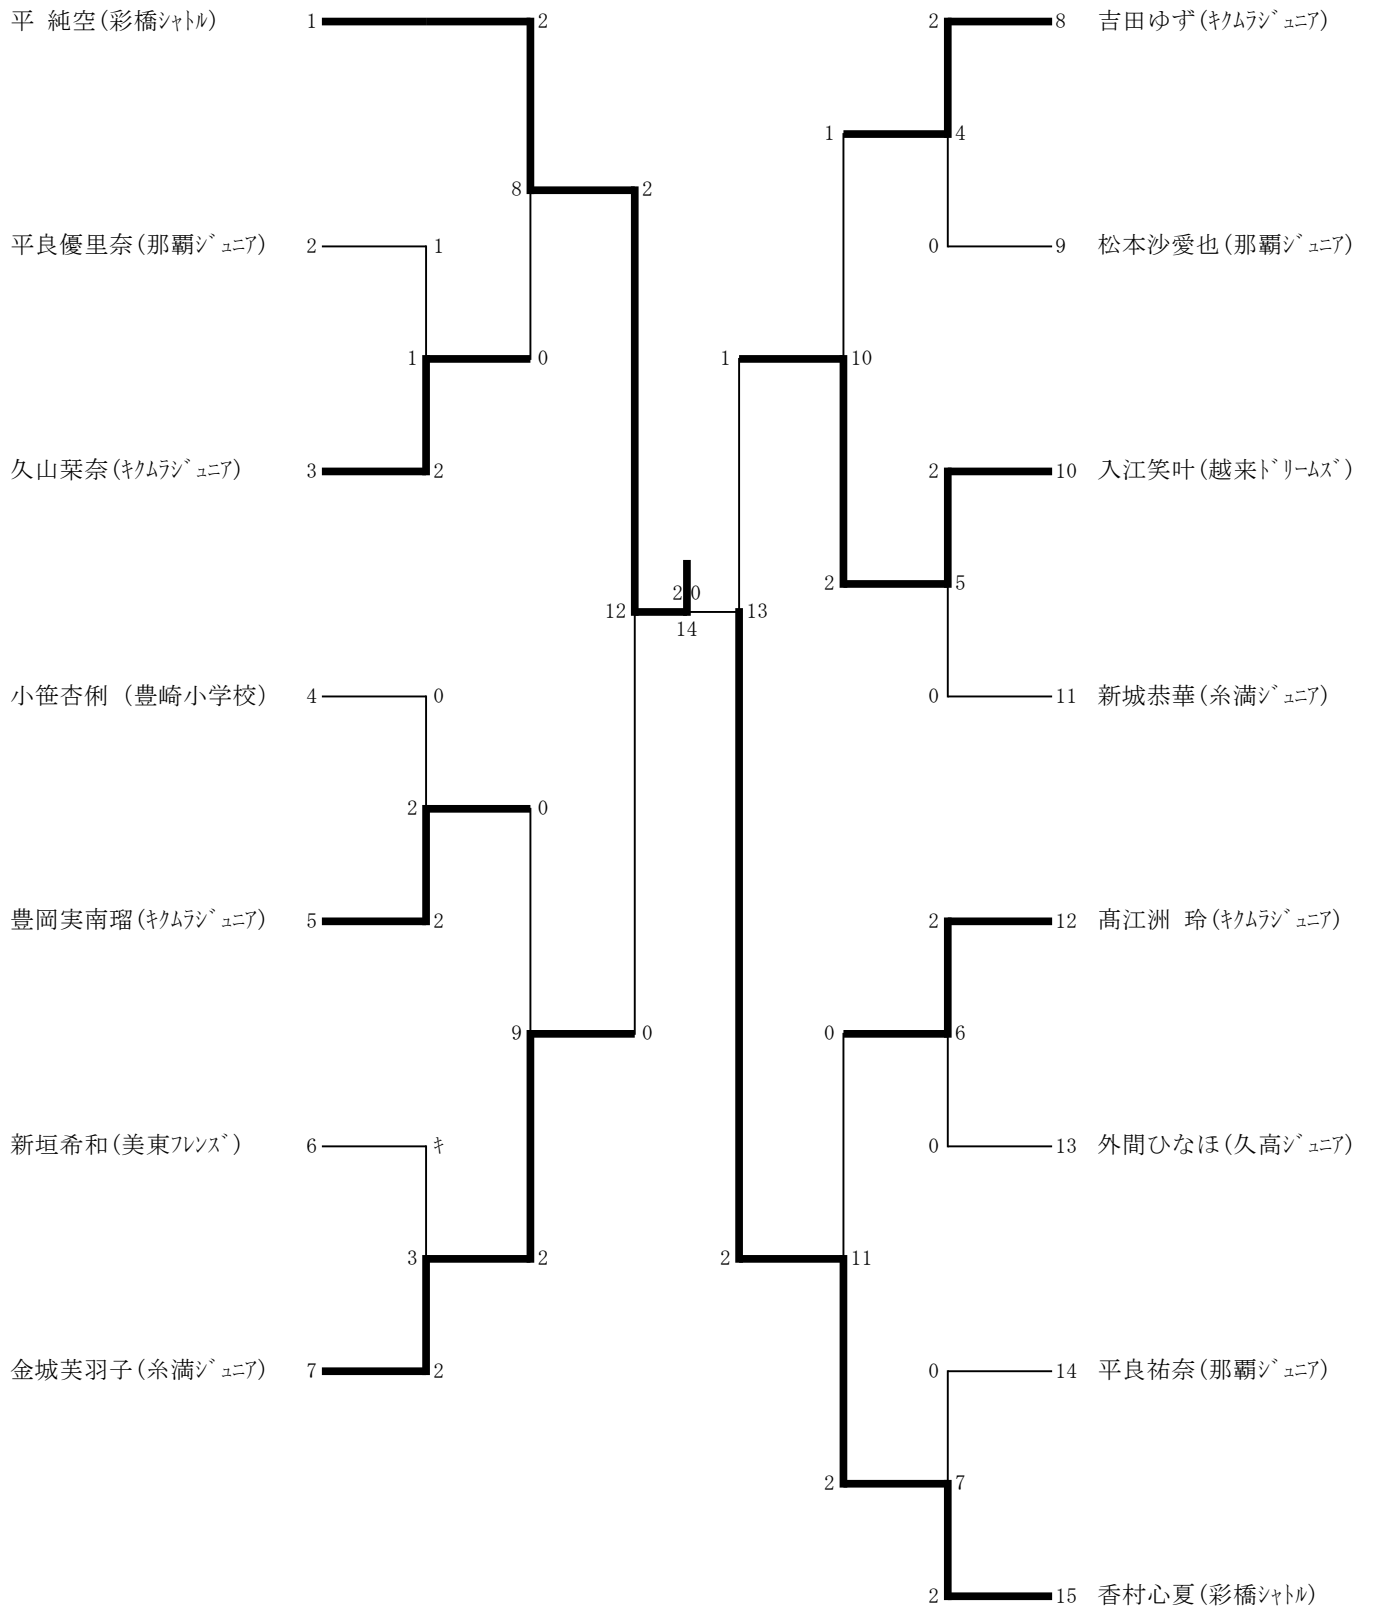 平 純空(彩橋ｼｬﾄﾙ) 1 2 2 8 吉田ゆず(ｷｸﾑﾗｼﾞｭﾆｱ)
1 4
8 2
平良優里奈(那覇ｼﾞｭﾆｱ) 2 1 0 9 松本沙愛也(那覇ｼﾞｭﾆｱ)
1 0 1 10
久山栞奈(ｷｸﾑﾗｼﾞｭﾆｱ) 3 2 2 10 入江笑叶(越来ﾄﾞﾘｰﾑｽﾞ)
2 5
2 0
12 13
14
小笹杏俐 (豊崎小学校) 4 0 0 11 新城恭華(糸満ｼﾞｭﾆｱ)
2 0
豊岡実南瑠(ｷｸﾑﾗｼﾞｭﾆｱ) 5 2 2 12 髙江洲 玲(ｷｸﾑﾗｼﾞｭﾆｱ)
9 0 0 6
新垣希和(美東ﾌﾚﾝｽﾞ) 6 ｷ 0 13 外間ひなほ(久高ｼﾞｭﾆｱ)
3 2 2 11
金城芙羽子(糸満ｼﾞｭﾆｱ) 7 2 0 14 平良祐奈(那覇ｼﾞｭﾆｱ)
2 7
2 15 香村心夏(彩橋ｼｬﾄﾙ)